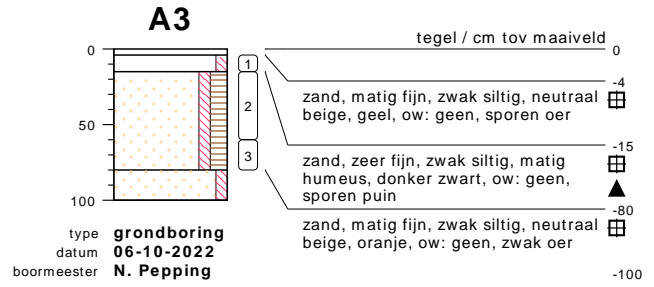 A3
tegel / cm tov maaiveld
0
0
1
-4
zand, matig fijn, zwak siltig, neutraal
beige, geel, ow: geen, sporen oer
2
50
-15
zand, zeer fijn, zwak siltig, matig
humeus, donker zwart, ow: geen,
sporen puin
3
-80
100
zand, matig fijn, zwak siltig, neutraal
beige, oranje, ow: geen, zwak oer
type grondboring
datum 06-10-2022
boormeester N. Pepping
-100